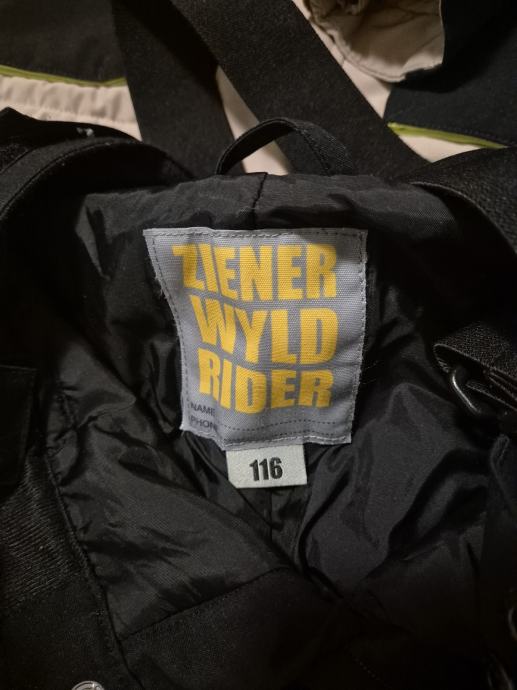 ZIENER
WYLD
RIDER
NAME
PHONE
116